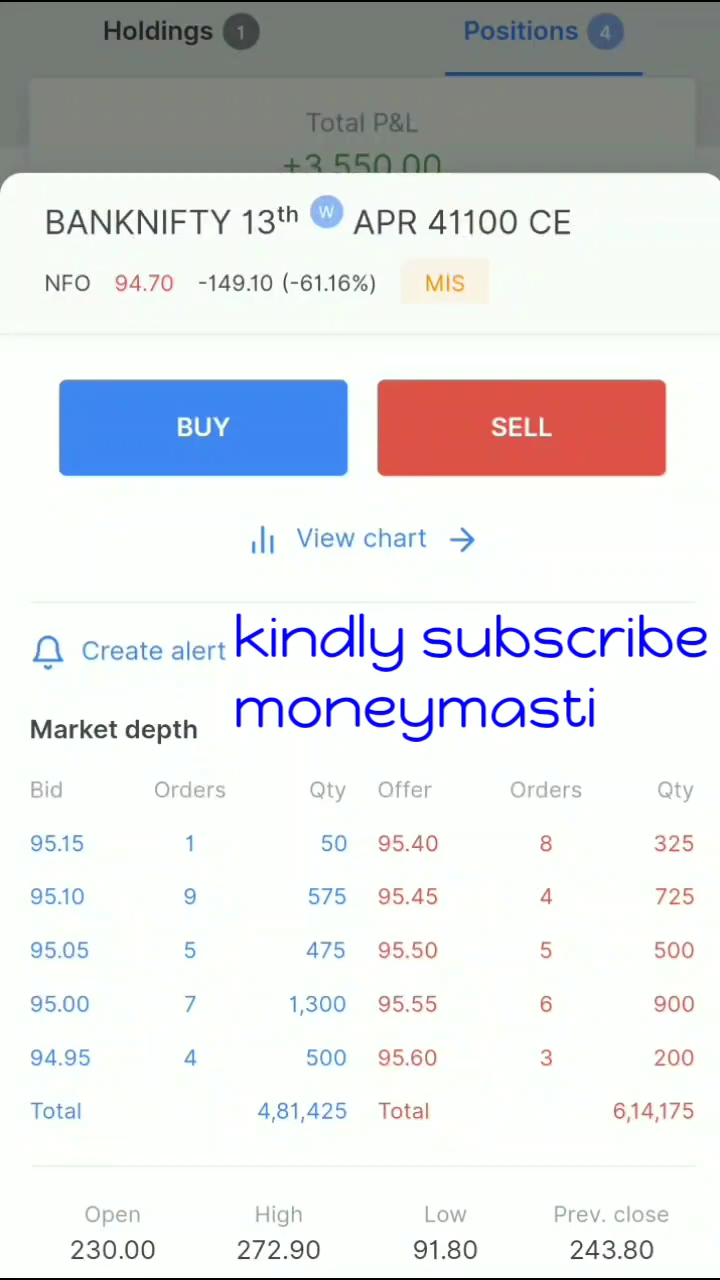 Holdings 1 Positions 4
Total P&L
+3,550.00
BANKNIFTY 13th W APR 41100 CE
NFO 94.70 -149.10 (-61.16%) MIS
BUY SELL
View chart →
Create alert kindly subscribe
moneymasti
Market depth
Bid Orders Qty Offer Orders Qty
95.15 1 50 95.40 8 325
95.10 9 575 95.45 4 725
95.05 5 475 95.50 5 500
95.00 7 1,300 95.55 6 900
94.95 4 500 95.60 3 200
Total 4,81,425 Total 6,14,175
Open High Low Prev. close
230.00 272.90 91.80 243.80